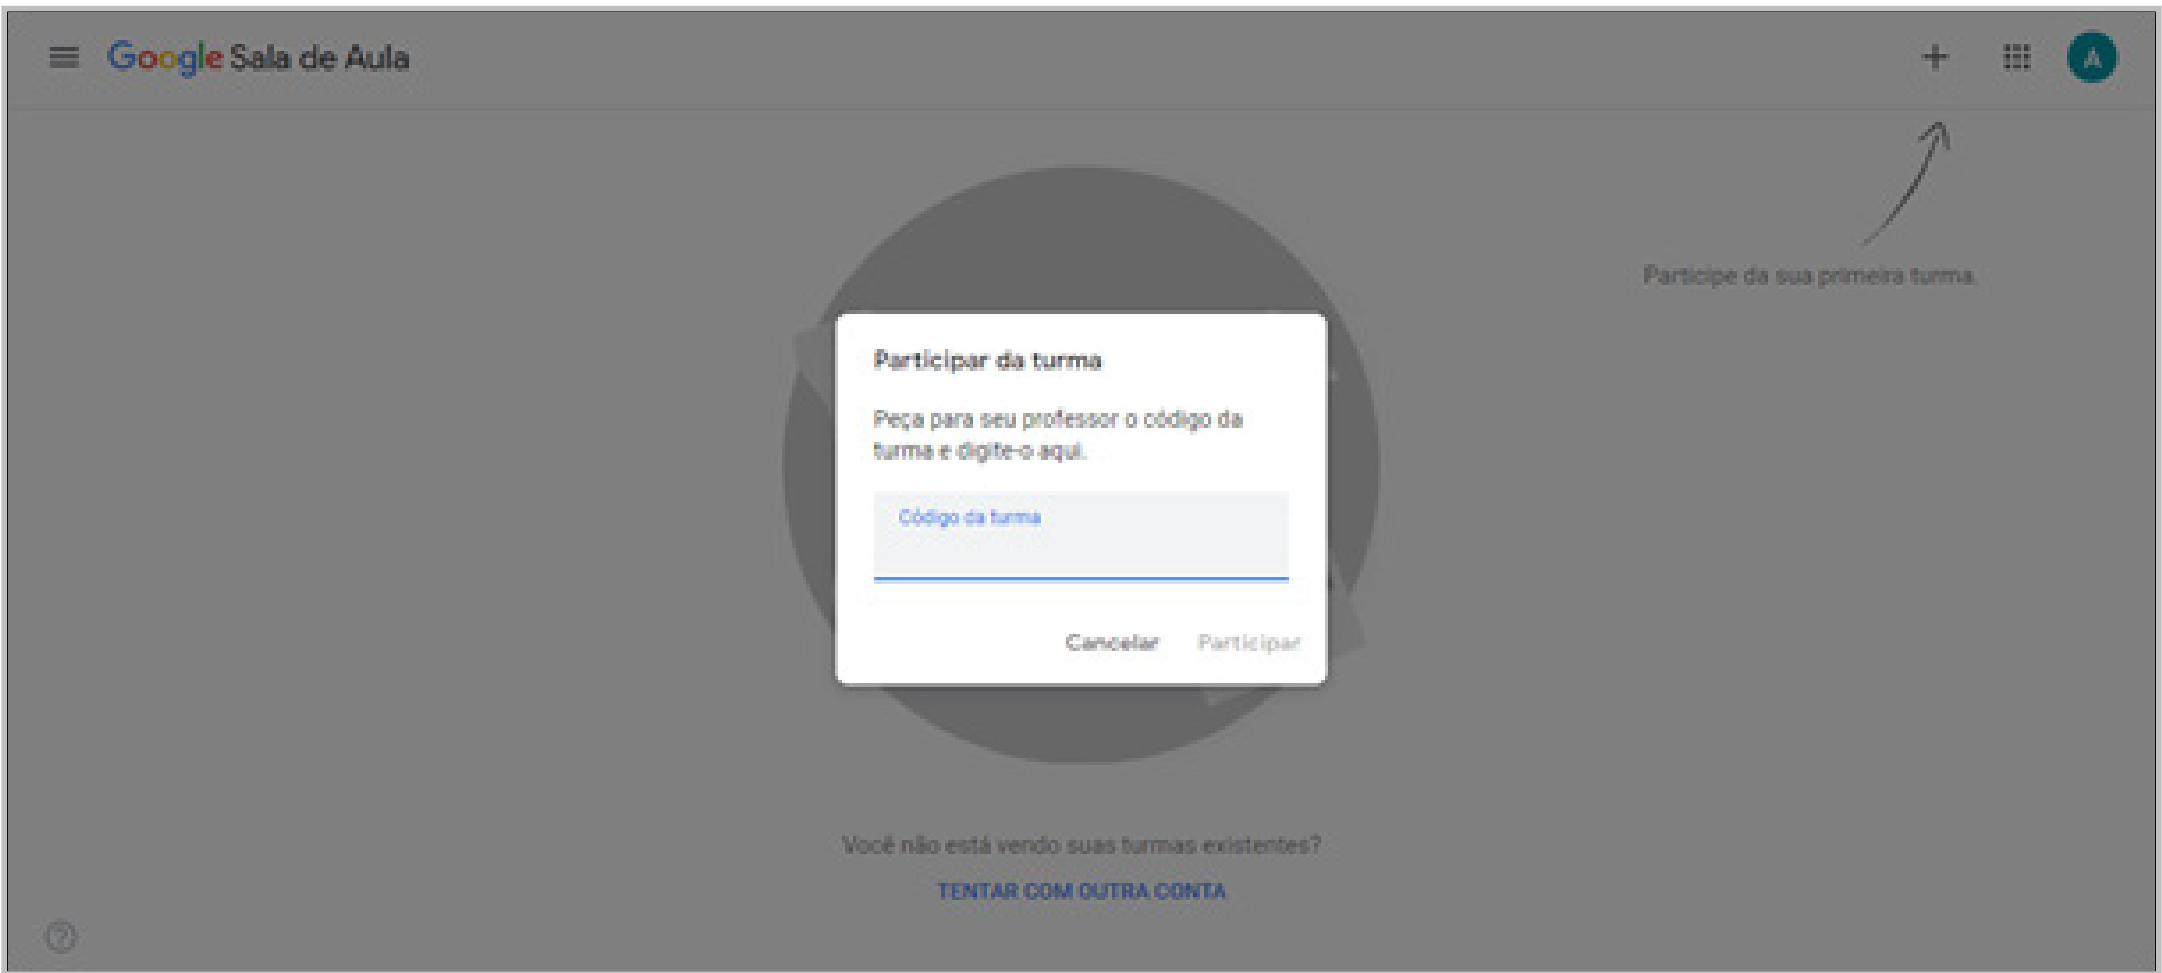 Google Sala de Aula
A
Participe da sua primeira turma.
Participar da turma
Peça para seu professor o código da
turma e digite-o aqui.
Código da turma
Cancelar Participar
Você não está vendo suas turmas existentes?
TENTAR COM OUTRA CONTA